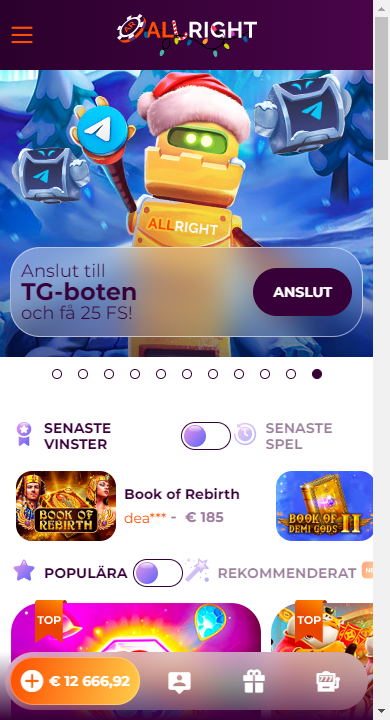 ALLRIGHT
ALLRIGHT
Anslut till
TG-boten
och få 25 FS!
ANSLUT
SENASTE
VINSTER
SENASTE
SPEL
BOOK OF
REBIRTH
Book of Rebirth
dea*** - € 185
BOOK OF
DEMI GODS II
POPULÄRA
REKOMMENDERAT
TOP
TOP
€ 12 666,92
777